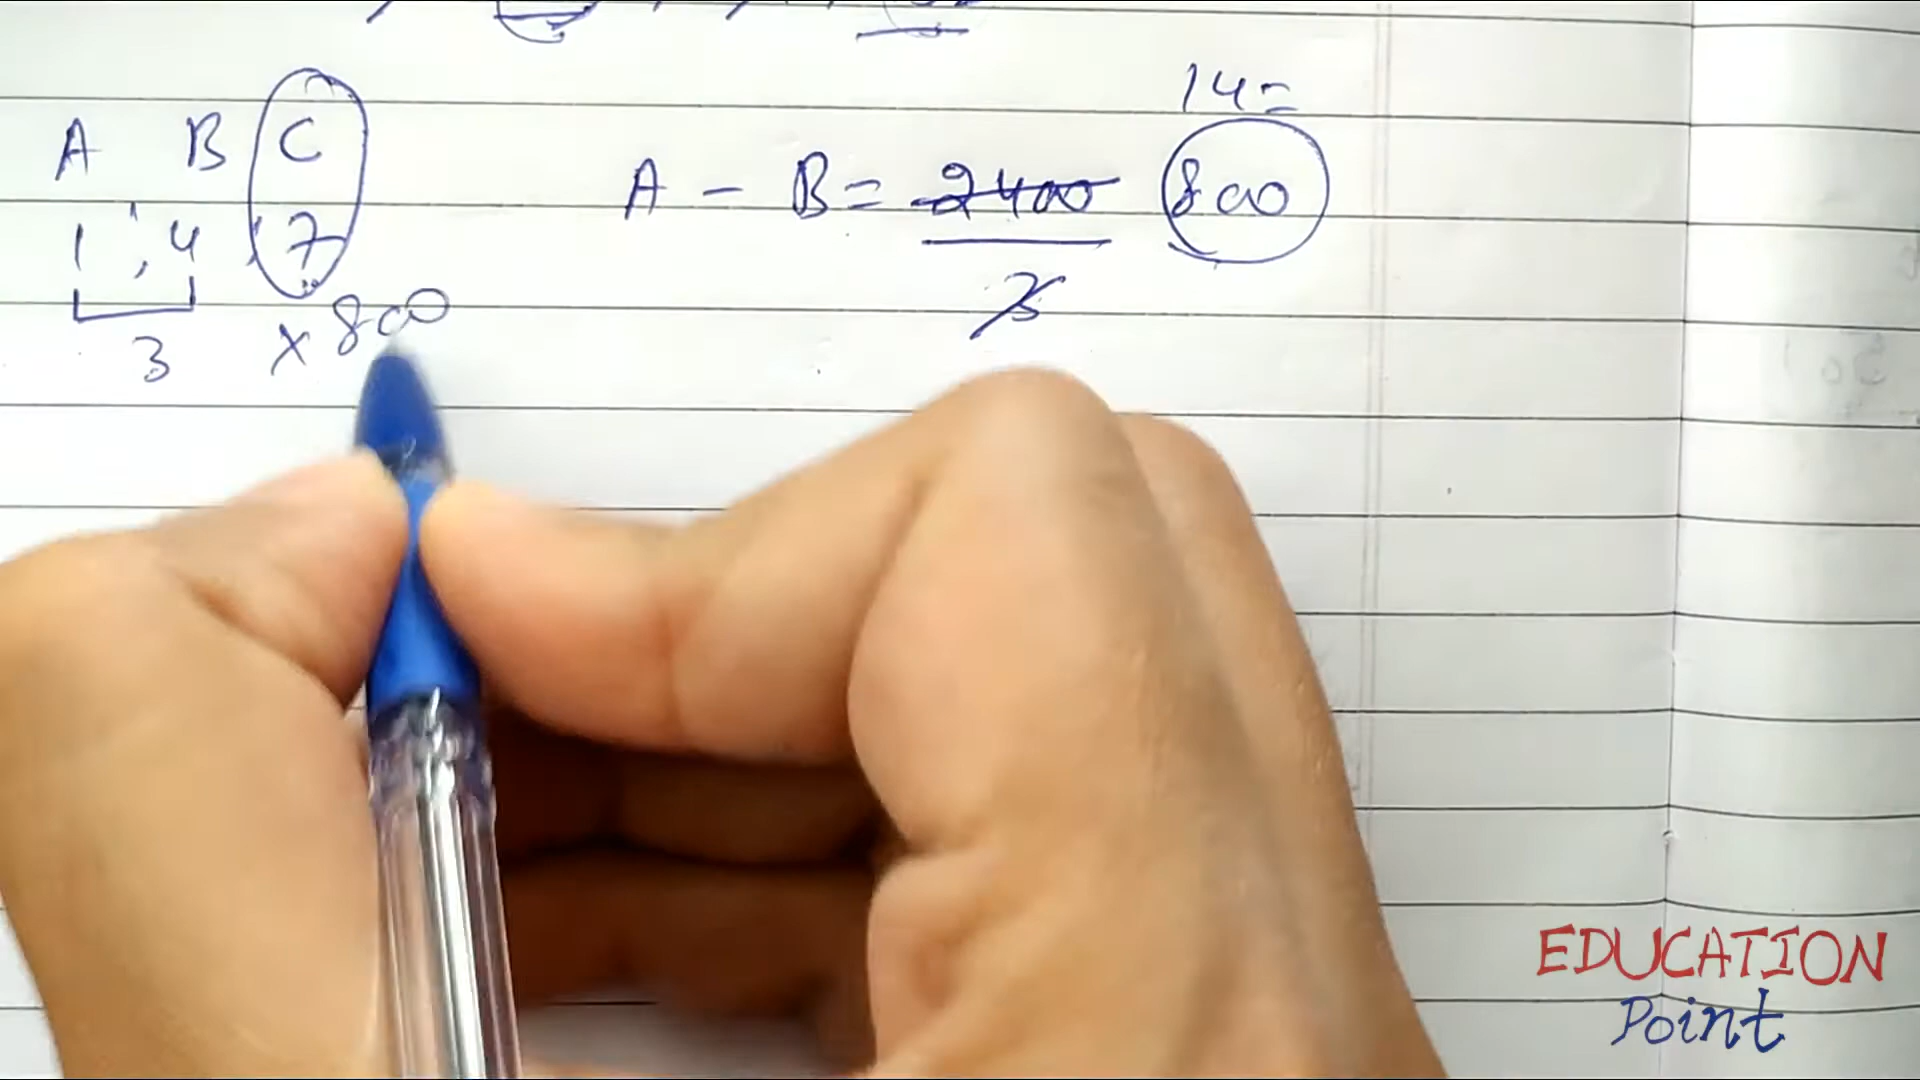 14=
A B C
A - B = 2400 800
1 , 4 , 7
3
3 × 800
EDUCATION
Point